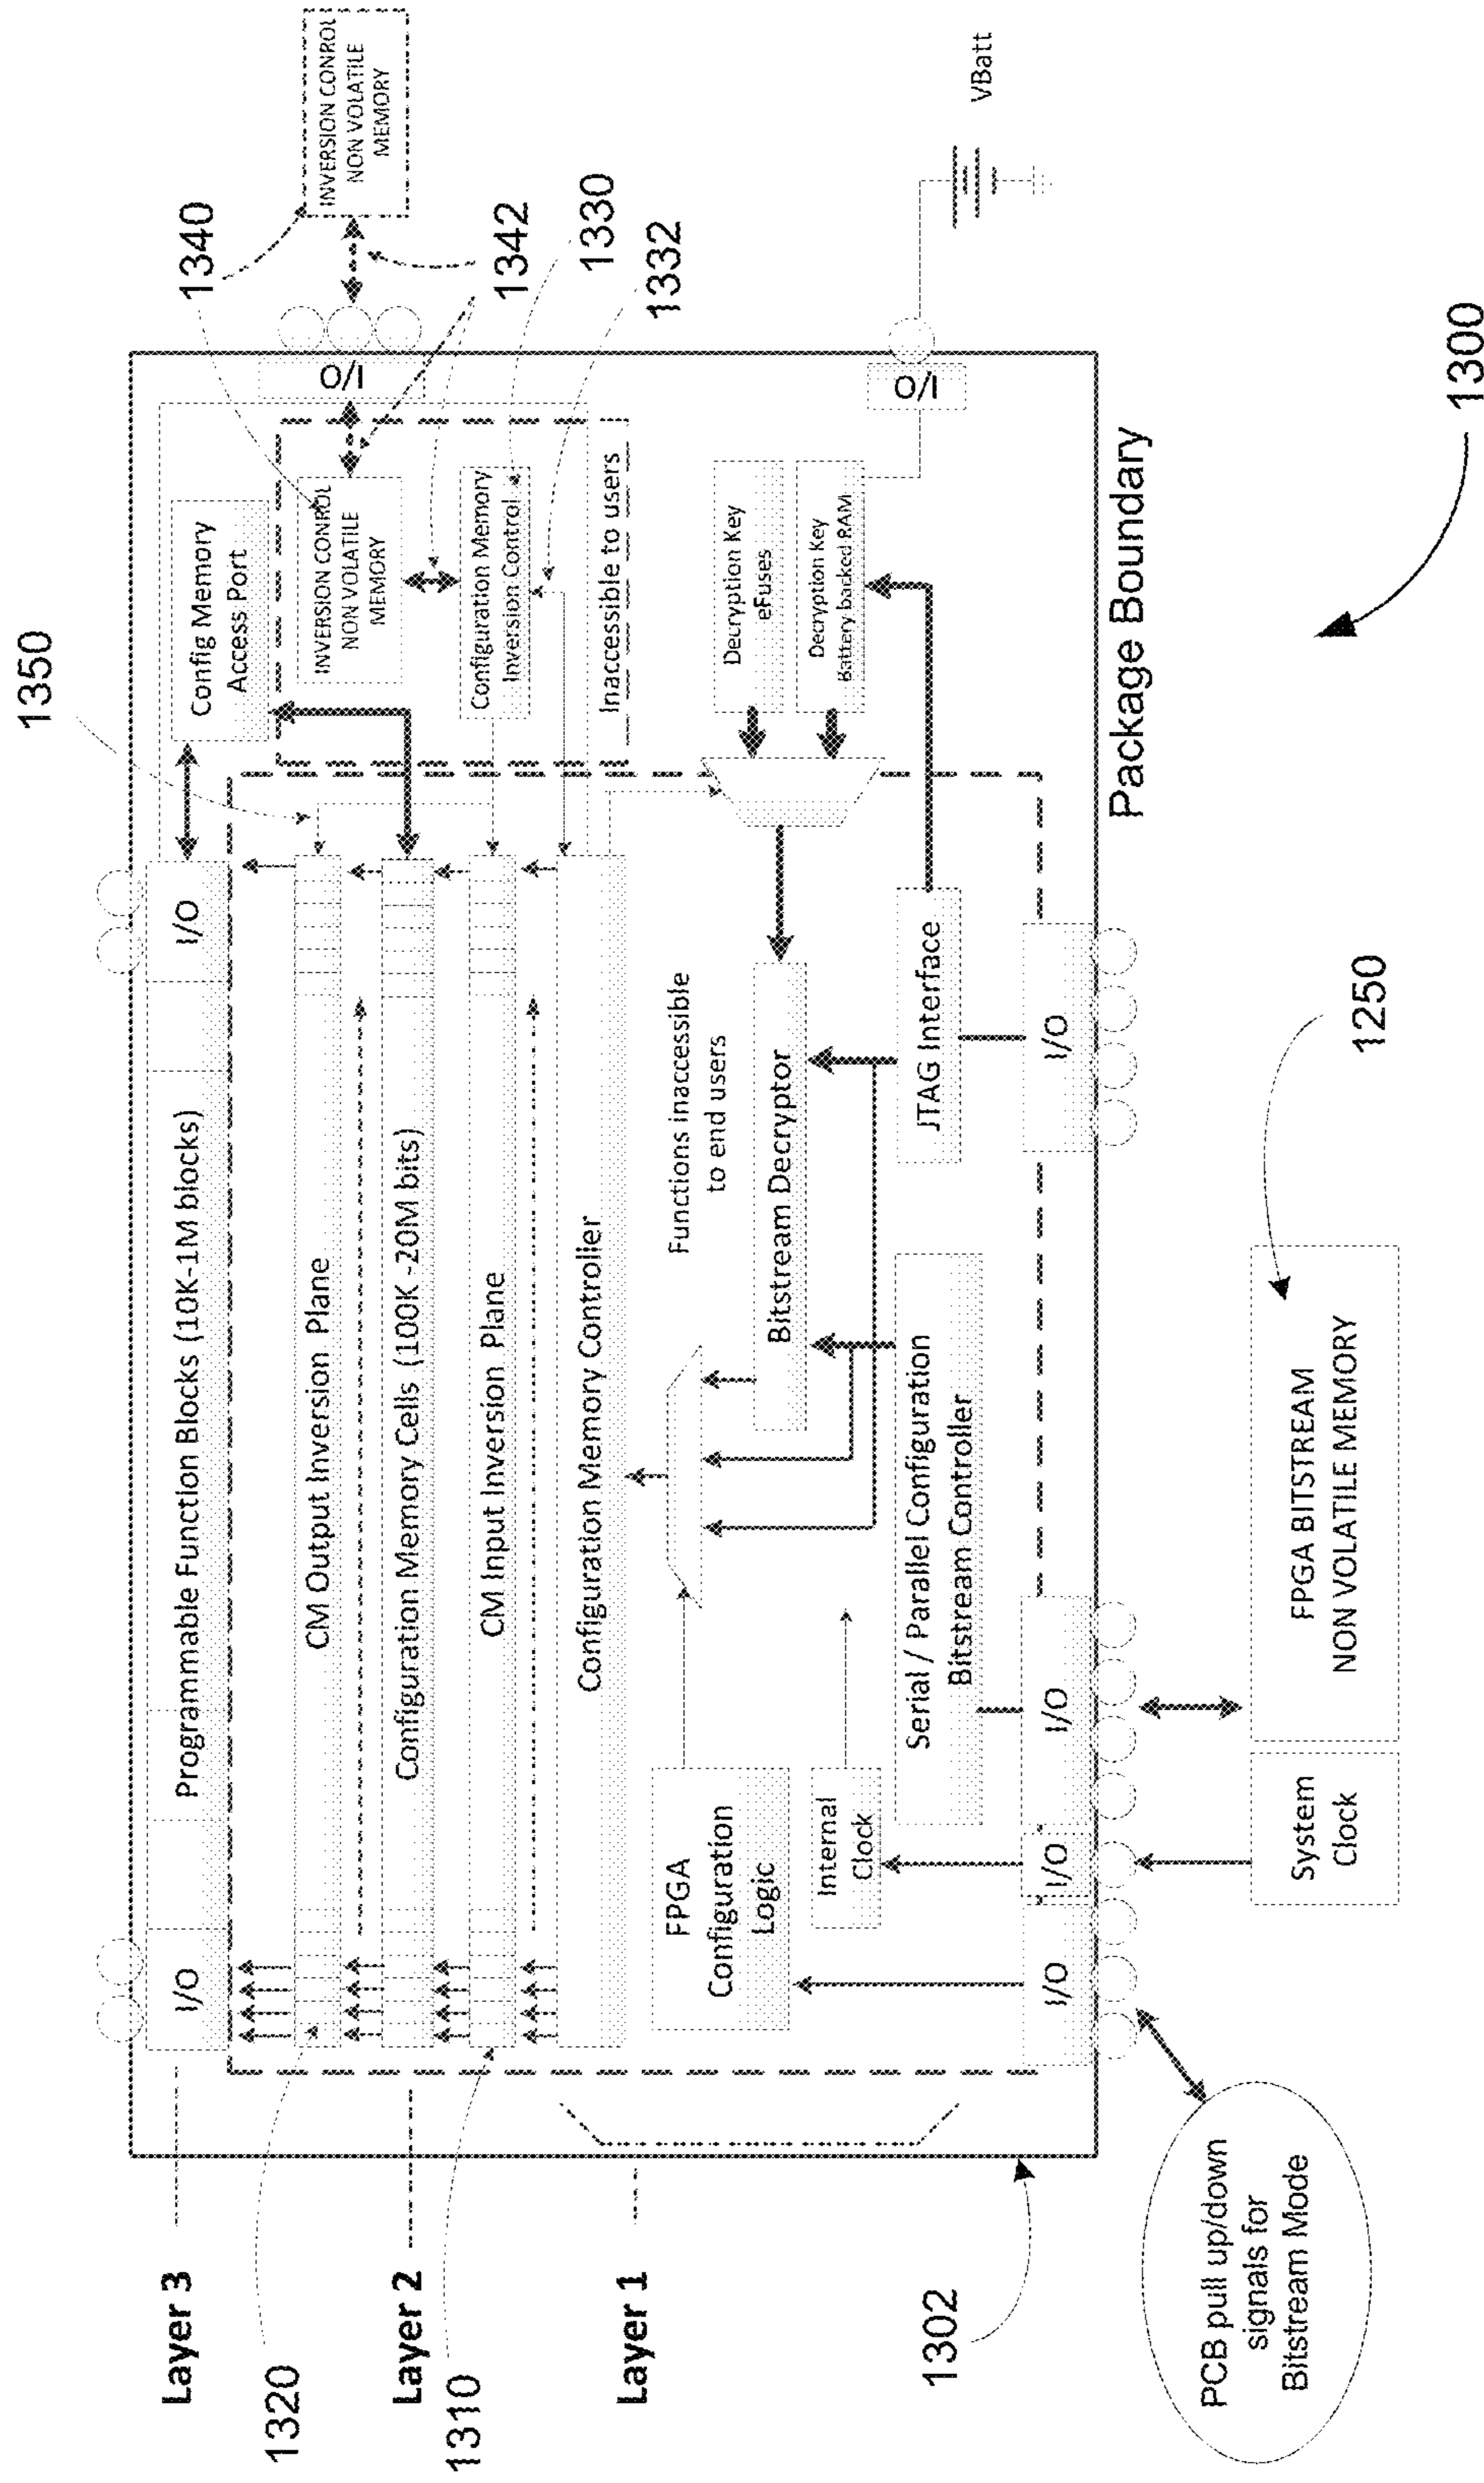 1350
1340
1342
1330
1332
INVERSION CONROL
NON VOLATILE
MEMORY
VBatt
1300
Layer 3
I/O
Programmable Function Blocks (10K-1M blocks)
I/O
Config Memory
Access Port
I/O
CM Output Inversion Plane
INVERSION CONROL
NON VOLATILE
MEMORY
Layer 2
Configuration Memory Cells (100K -20M bits)
CM Input Inversion Plane
Configuration Memory
Inversion Control
Layer 1
Configuration Memory Controller
Inaccessible to users
1320
1310
1302
FPGA
Configuration
Logic
Functions inaccessible
to end users
Bitstream Decryptor
Decryption Key
eFuses
Decryption Key
Battery backed RAM
I/O
Internal
Clock
Serial / Parallel Configuration
Bitstream Controller
JTAG Interface
I/O
I/O
I/O
I/O
Package Boundary
PCB pull up/down
signals for
Bitstream Mode
System
Clock
FPGA BITSTREAM
NON VOLATILE MEMORY
1250